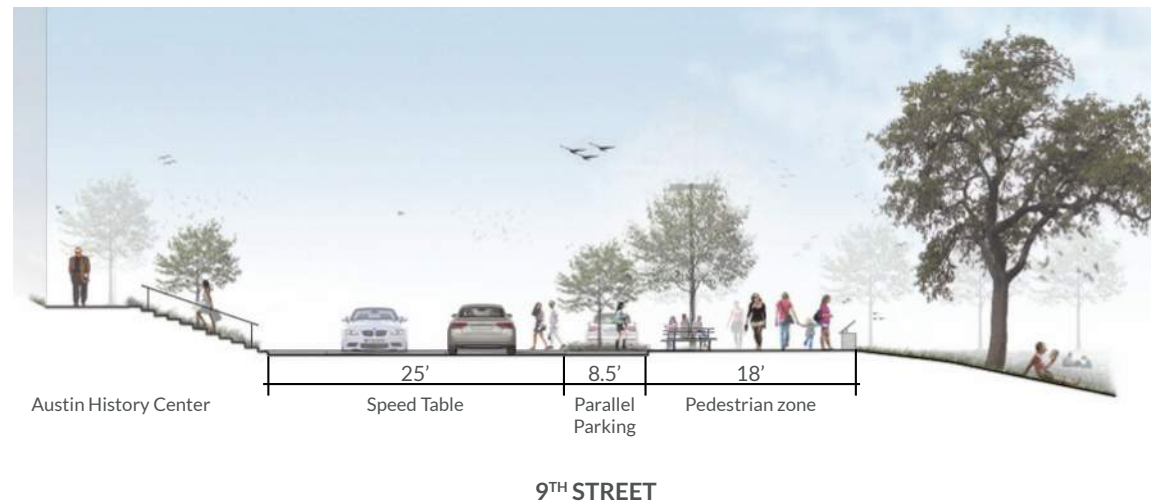 25’ 8.5’ 18’
Austin History Center Speed Table Parallel Pedestrian zone
Parking
9TH STREET